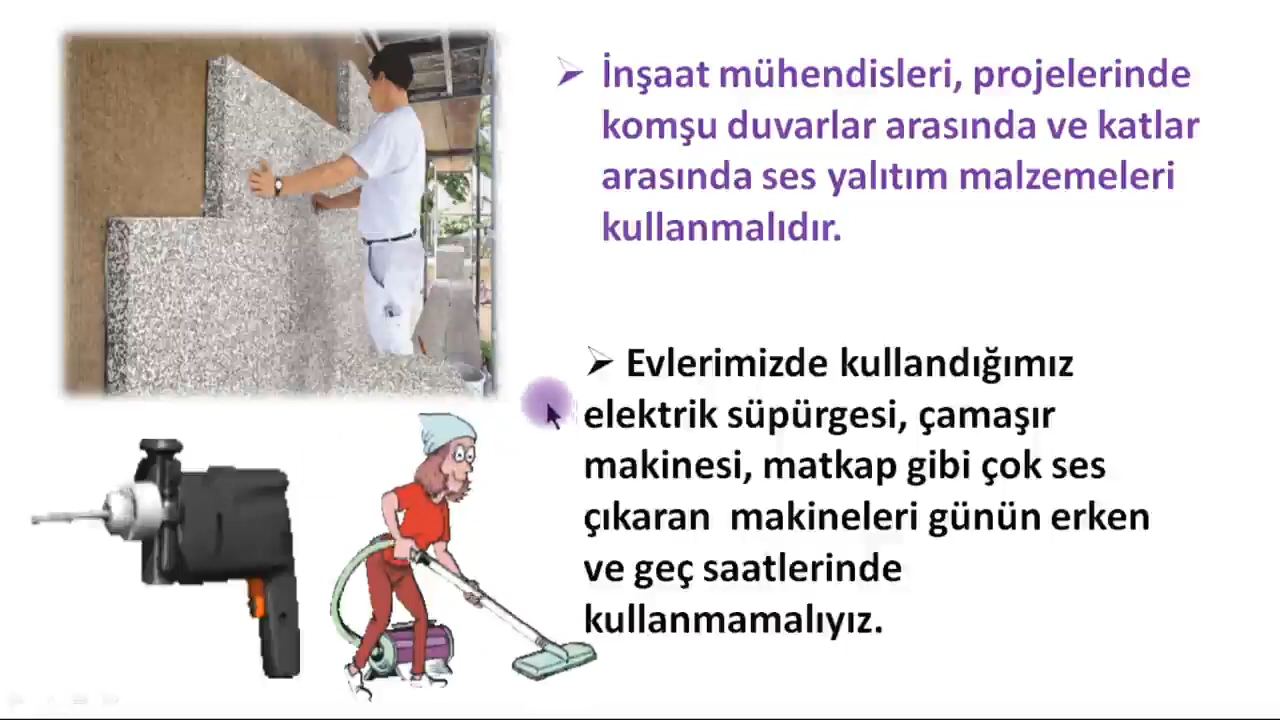 İnşaat mühendisleri, projelerinde
komşu duvarlar arasında ve katlar
arasında ses yalıtım malzemeleri
kullanmalıdır.
Evlerimizde kullandığımız
elektrik süpürgesi, çamaşır
makinesi, matkap gibi çok ses
çıkaran makineleri günün erken
ve geç saatlerinde
kullanmamalıyız.